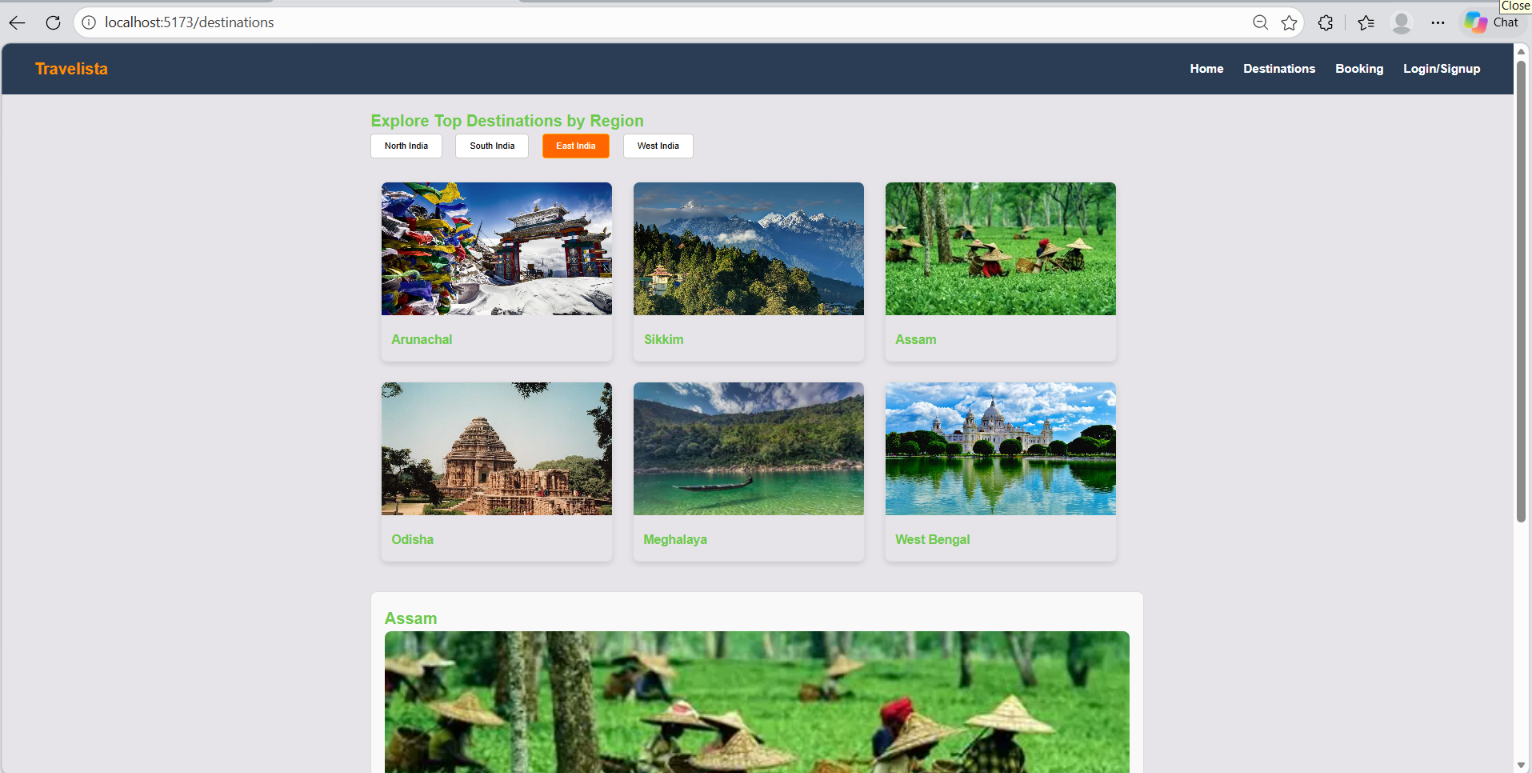 Close
localhost:5173/destinations
Chat
Travelista
Home Destinations Booking Login/Signup
Explore Top Destinations by Region
North India South India East India West India
Arunachal Sikkim Assam
Odisha Meghalaya West Bengal
Assam